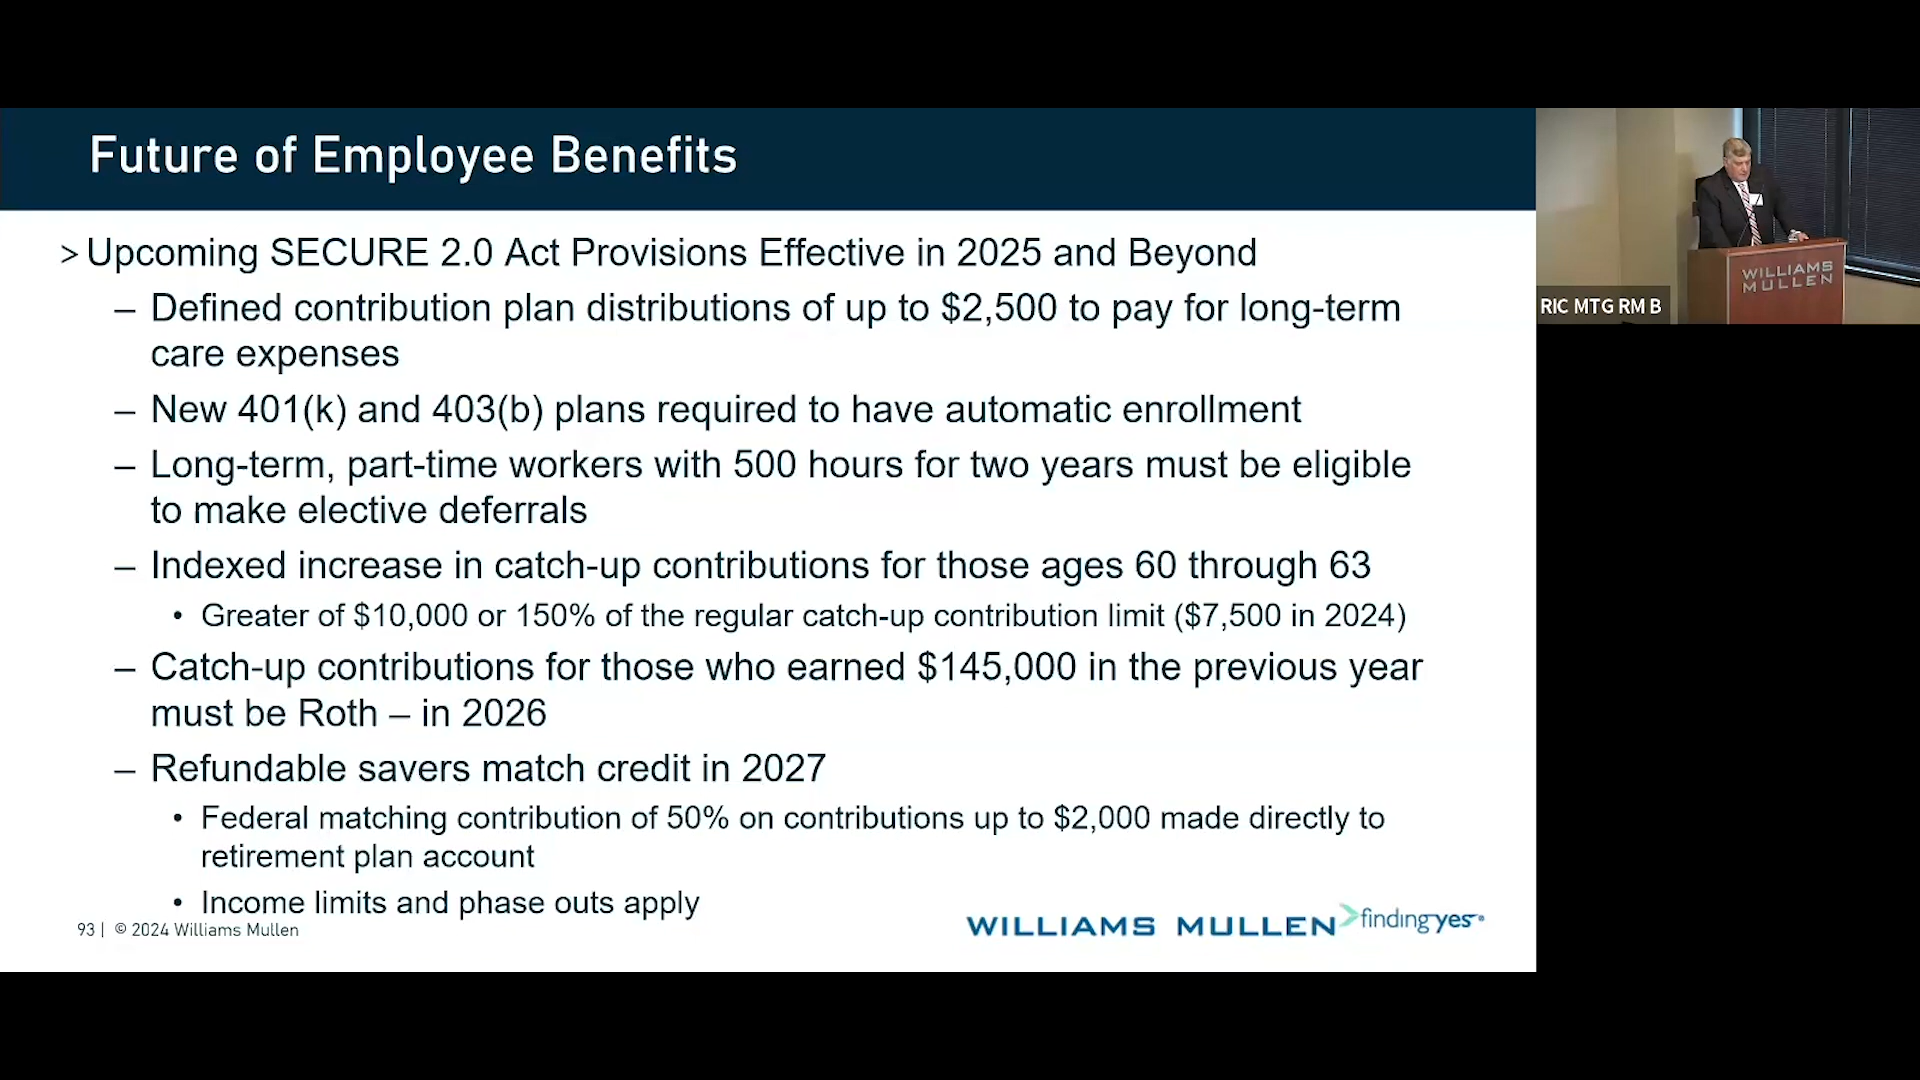 Future of Employee Benefits
> Upcoming SECURE 2.0 Act Provisions Effective in 2025 and Beyond
– Defined contribution plan distributions of up to $2,500 to pay for long-term
care expenses
– New 401(k) and 403(b) plans required to have automatic enrollment
– Long-term, part-time workers with 500 hours for two years must be eligible
to make elective deferrals
– Indexed increase in catch-up contributions for those ages 60 through 63
• Greater of $10,000 or 150% of the regular catch-up contribution limit ($7,500 in 2024)
– Catch-up contributions for those who earned $145,000 in the previous year
must be Roth – in 2026
– Refundable savers match credit in 2027
• Federal matching contribution of 50% on contributions up to $2,000 made directly to
retirement plan account
• Income limits and phase outs apply
93 | © 2024 Williams Mullen
WILLIAMS MULLEN finding yes®
WILLIAMS
MULLEN
RIC MTG RM B